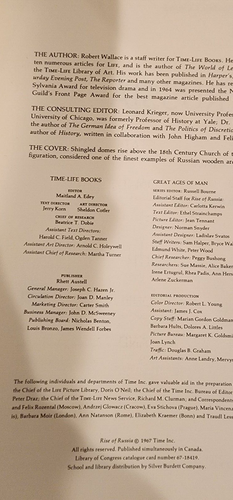 THE AUTHOR: Robert Wallace is a staff writer for TIME-LIFE BOOKS. He
ten numerous articles for LIFE, and is the author of The World of Le
the TIME-LIFE Library of Art. His work has been published in Harper's,
urday Evening Post, The Reporter and many other magazines. He has re
Sylvania Award for television drama and in 1964 was presented the N
Guild's Front Page Award for the best magazine article published
THE CONSULTING EDITOR: Leonard Krieger, now University Profes
University of Chicago, was formerly Professor of History at Yale. Dr.
the author of The German Idea of Freedom and The Politics of Discretio
author of History, written in collaboration with John Higham and Feli
THE COVER: Shingled domes rise above the 18th Century Church of
figuration, considered one of the finest examples of Russian wooden ar
TIME-LIFE BOOKS
EDITOR
Maitland A. Edey
TEXT DIRECTOR ART DIRECTOR
Jerry Korn Sheldon Cotler
CHIEF OF RESEARCH
Beatrice T. Dobie
Assistant Text Directors:
Harold C. Field, Ogden Tanner
Assistant Art Director: Arnold C. Holeywell
Assistant Chief of Research: Martha Turner
PUBLISHER
Rhett Austell
General Manager: Joseph C. Hazen Jr.
Circulation Director: Joan D. Manley
Marketing Director: Carter Smith
Business Manager: John D. McSweeney
Publishing Board: Nicholas Benton,
Louis Bronzo, James Wendell Forbes
GREAT AGES OF MAN
SERIES EDITOR: Russell Bourne
Editorial Staff for Rise of Russia:
Assistant Editor: Carlotta Kerwin
Text Editor: Ethel Strainchamps
Picture Editor: Jean Tennant
Designer: Norman Snyder
Assistant Designer: Ladislav Svatos
Staff Writers: Sam Halper, Bryce Wa
Edmund White, Peter Wood
Chief Researcher: Peggy Bushong
Researchers: Sue Massie, Alice Baker
Irene Ertugrul, Rhea Padis, Ann Hen
Arlene Zuckerman
EDITORIAL PRODUCTION
Color Director: Robert L. Young
Assistant: James J. Cox
Copy Staff: Marian Gordon Goldman
Barbara Hults, Dolores A. Littles
Picture Bureau: Margaret K. Goldsmi
Joan Lynch
Traffic: Douglas B. Graham
Art Assistants: Anne Landry, Mervyn
The following individuals and departments of Time Inc. gave valuable aid in the preparation
the Chief of the LIFE Picture Library, Doris O'Neil; the Chief of the Time Inc. Bureau of Editor
Peter Draz; the Chief of the TIME-LIFE News Service, Richard M. Clurman; and Correspondents
and Felix Rosental (Moscow), Andrzej Glowacz (Cracow), Eva Stichova (Prague), Maria Vincenz
Barbara Moir (London), Ann Natanson (Rome), Elizabeth Kraemer (Bonn) and Traudl Less
Rise of Russia © 1967 Time Inc.
All rights reserved. Published simultaneously in Canada.
Library of Congress catalogue card number 67-18419.
School and library distribution by Silver Burdett Company.